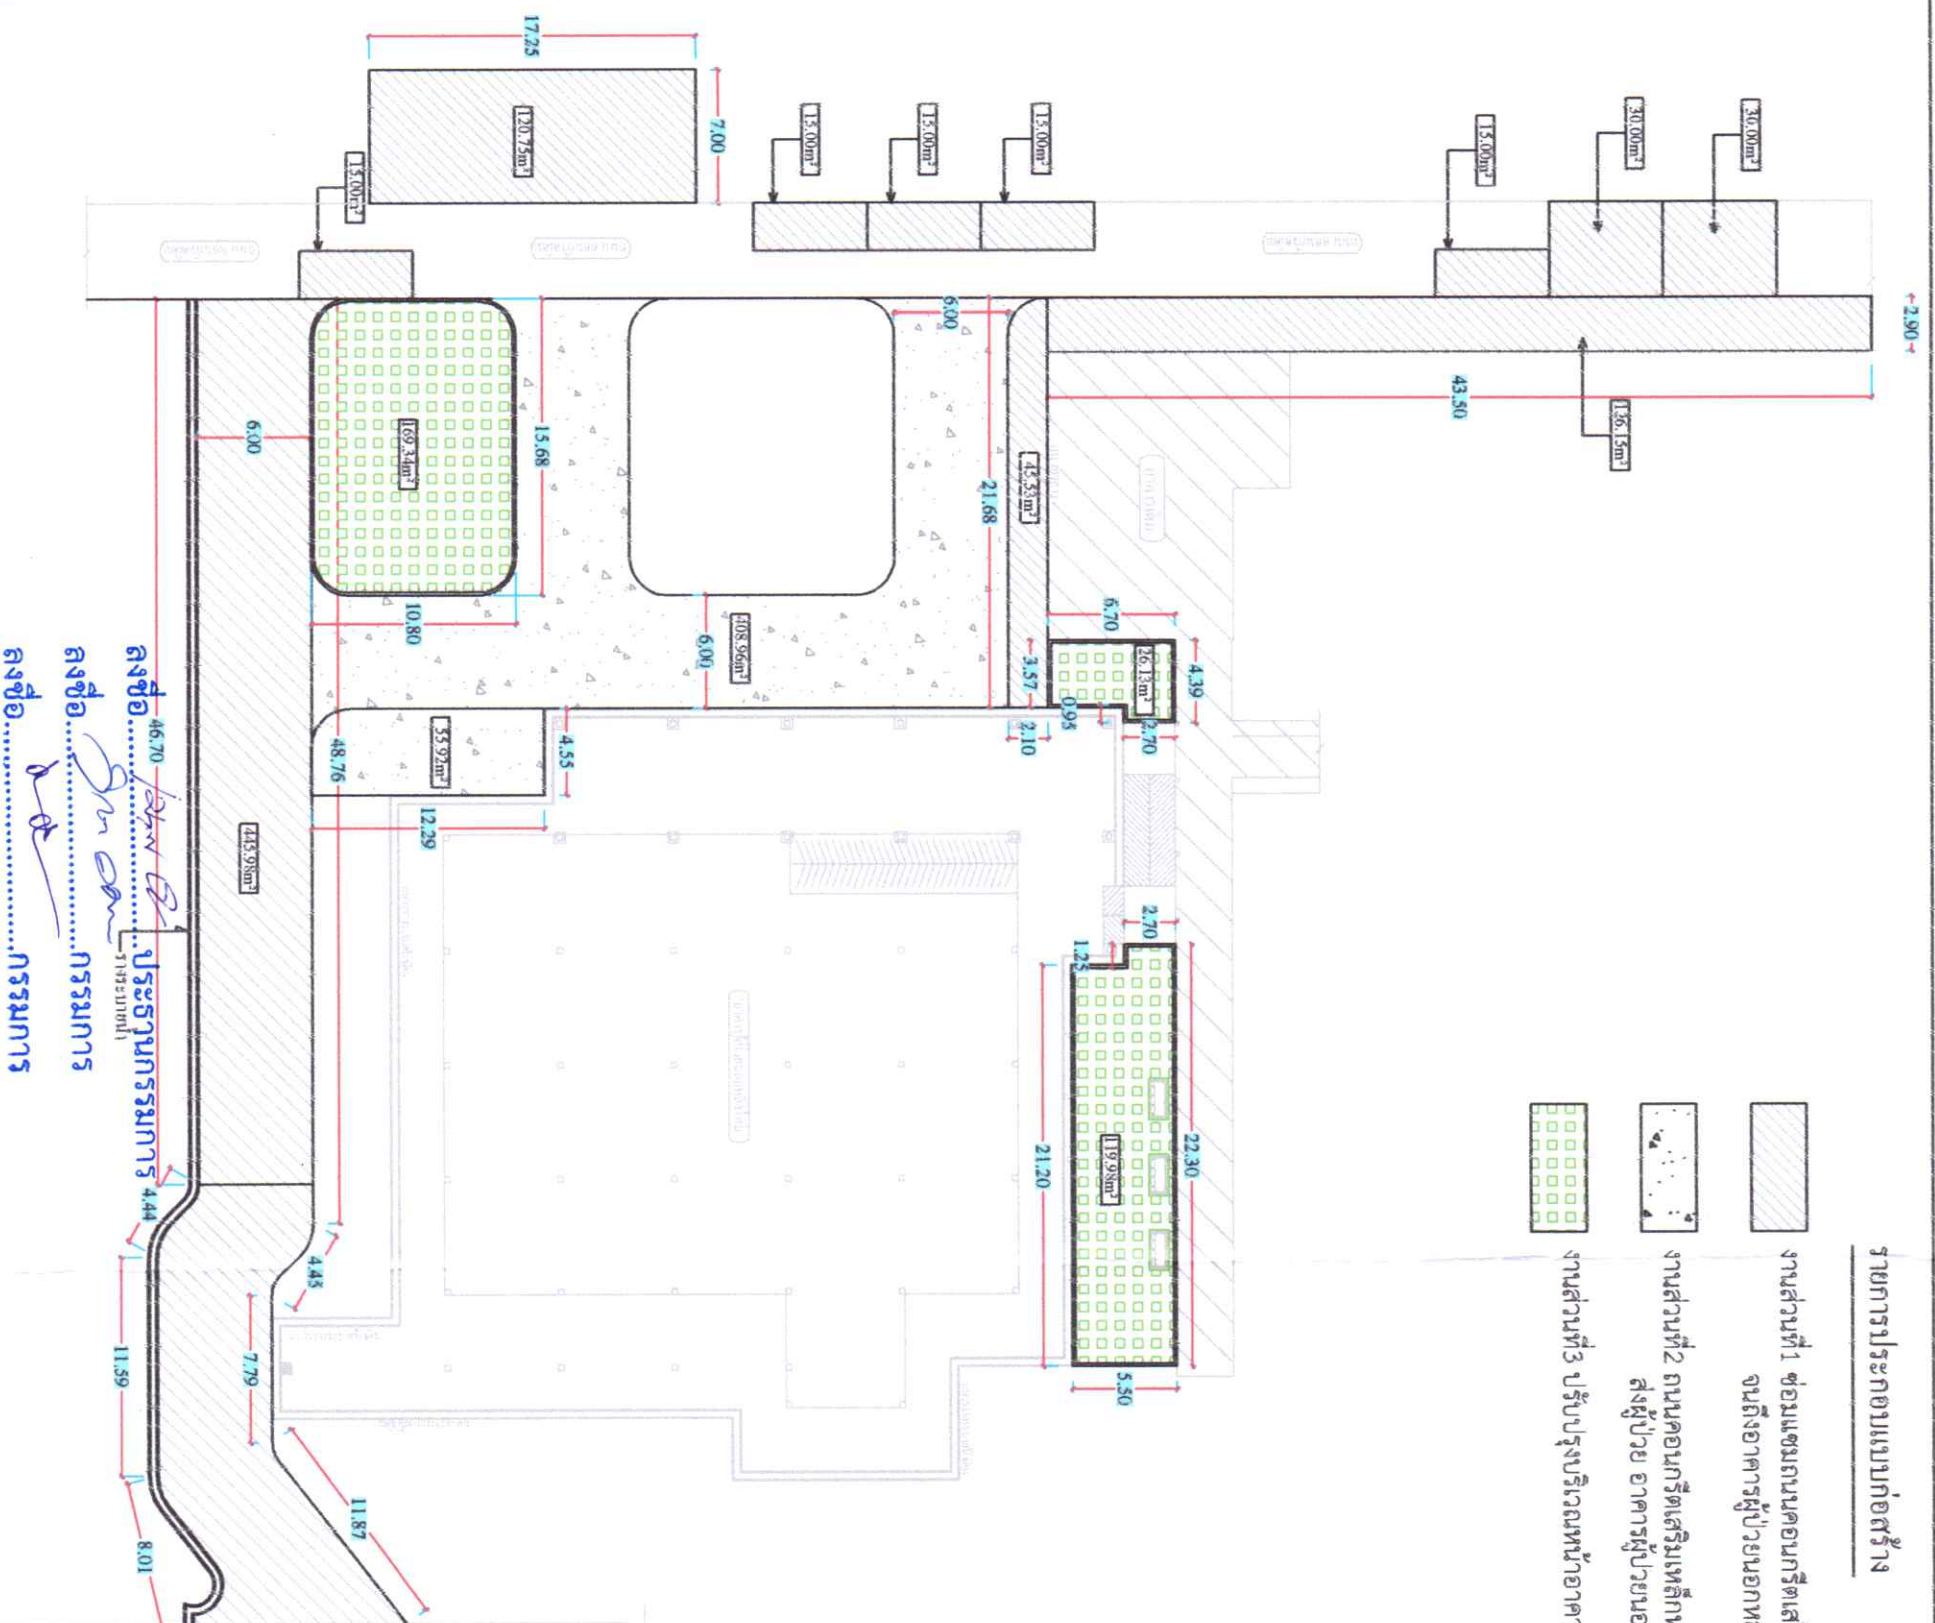 รายการประกอบแบบก่อสร้าง
งานส่วนที่1 ซ่อมแซมถนนคอนกรีตเส
จนถึงอาคารผู้ป่วยนอกห
งานส่วนที่2 ถนนคอนกรีตเสริมเหล็ก
ส่งผู้ป่วย อาคารผู้ป่วยนอ
งานส่วนที่3 ปรับปรุงบริเวณหน้าอาคา
2.90
30.00m²
30.00m²
15.00m²
136.15m²
43.50
15.00m²
15.00m²
15.00m²
17.25
7.00
120.75m²
15.00m²
6.00
21.68
45.53m²
6.70
4.39
26.13m²
3.57
0.95
2.70
2.10
2.70
22.30
1.25
119.98m²
21.20
5.50
15.68
169.34m²
10.80
6.00
408.96m²
6.00
4.55
55.92m²
12.29
48.76
46.70
445.98m²
รางระบายน้ำ
4.44
4.45
7.79
11.59
11.87
8.01
ลงชื่อ....................ประธานกรรมการ
ลงชื่อ....................กรรมการ
ลงชื่อ....................กรรมการ